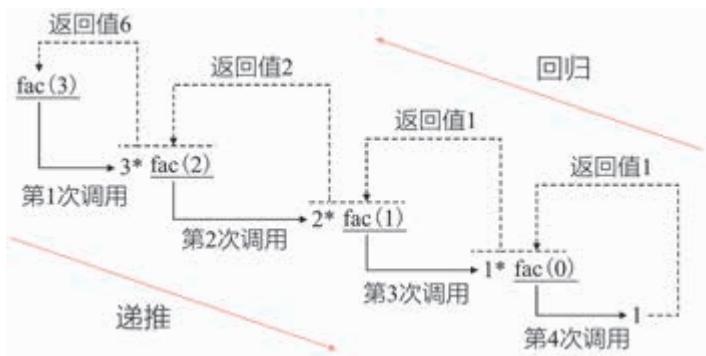 返回值6
返回值2
回归
fac(3)
返回值1
3* fac(2)
返回值1
第1次调用
2* fac(1)
第2次调用
1* fac(0)
第3次调用
递推
1
第4次调用